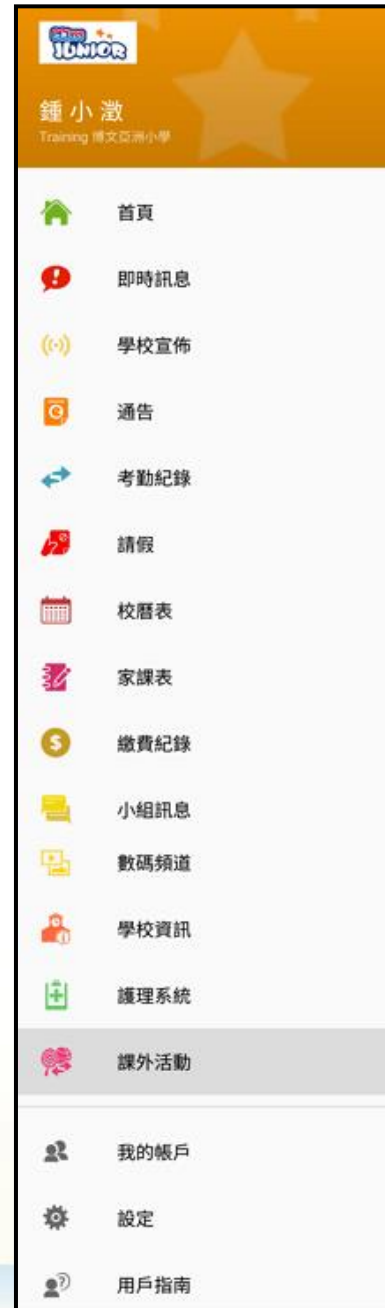 JUNIOR
鍾小澂
Training 博文亞洲小學
首頁
即時訊息
學校宣佈
通告
考勤紀錄
請假
校曆表
家課表
繳費紀錄
小組訊息
數碼頻道
學校資訊
護理系統
課外活動
我的帳戶
設定
用戶指南